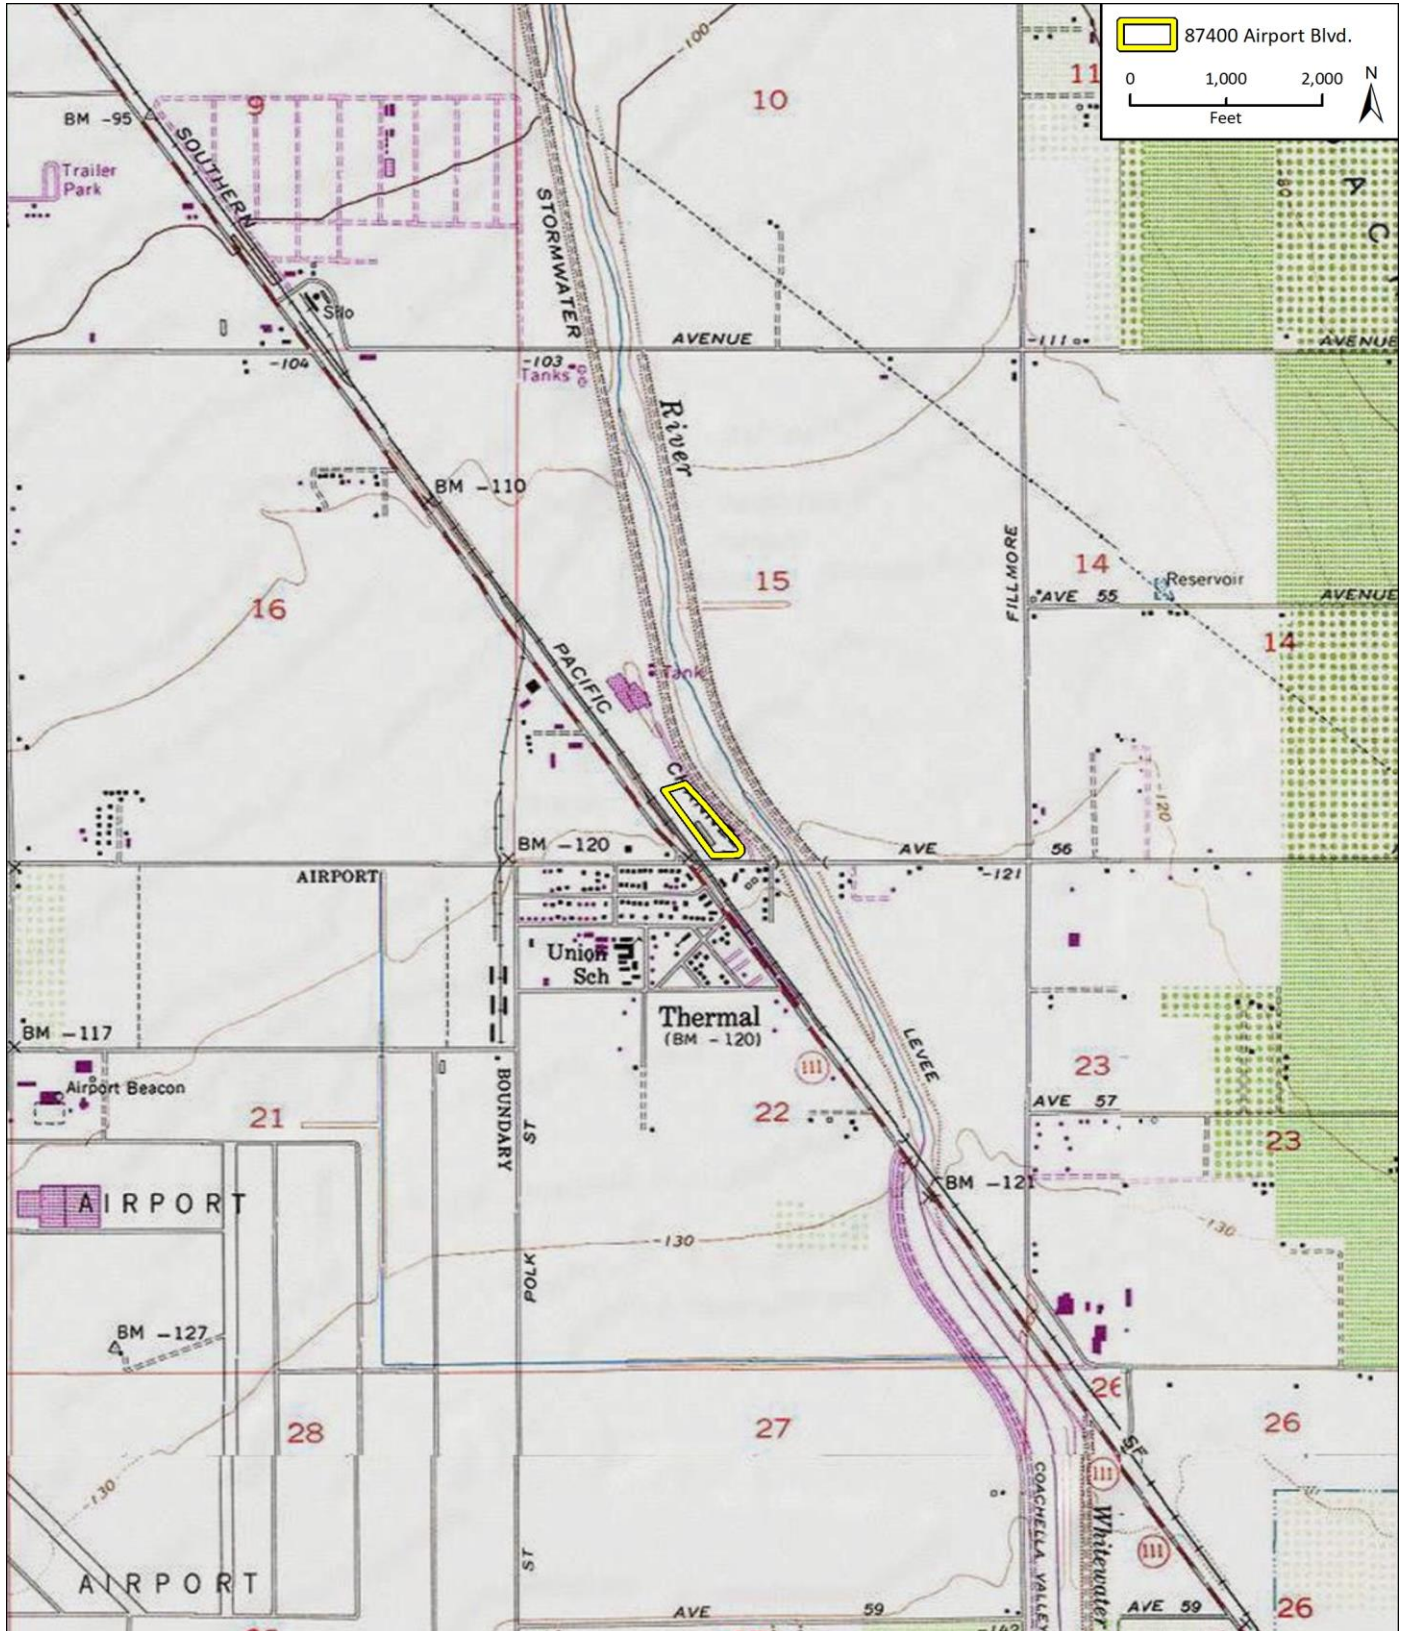 87400 Airport Blvd.
0 1,000 2,000
Feet
N
-100
10
11
9
BM -95
SOUTHERN
Trailer
Park
STORMWATER
80
A
C
Silo
AVENUE
-111
AVENUE
-104
-103
Tanks
River
BM -110
FILLMORE
14
15
Reservoir
16
AVE 55
AVENUE
14
PACIFIC
Tank
-120
BM -120
AVE 56
AIRPORT
-121
Union
Sch
Thermal
(BM -120)
BM -117
LEVEE
111
23
Airport Beacon
BOUNDARY
21
22
AVE 57
ST
23
AIRPORT
BM -121
-130
-130
POLK
BM -127
26
28
27
26
SF
-130
111
COACHELLA VALLEY
Whitewater
111
ST
AIRPORT
AVE 59
AVE 59
26
-142